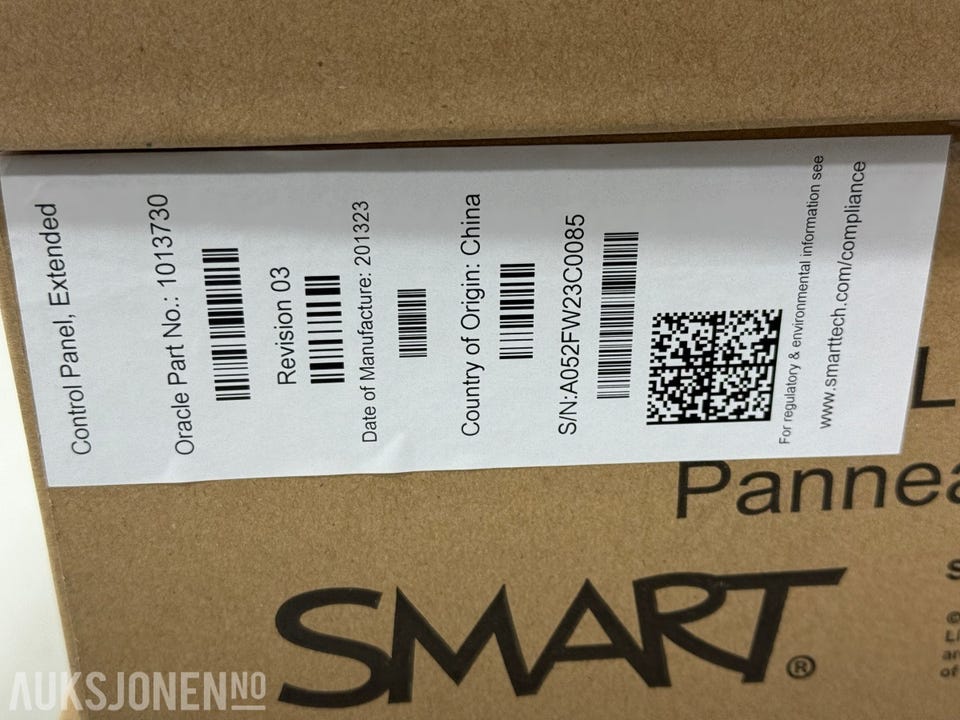 Control Panel, Extended
Oracle Part No.: 1013730
Revision 03
Date of Manufacture: 201323
Country of Origin: China
S/N:A052FW23C0085
For regulatory & environmental information see
www.smarttech.com/compliance
L
Pannea
SMART®
AUKSJONEN.NO